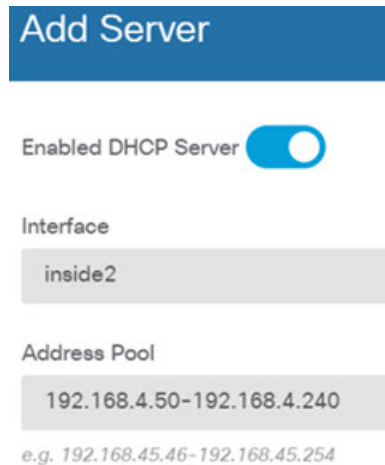 Add Server
Enabled DHCP Server
Interface
inside2
Address Pool
192.168.4.50-192.168.4.240
e.g. 192.168.45.46-192.168.45.254